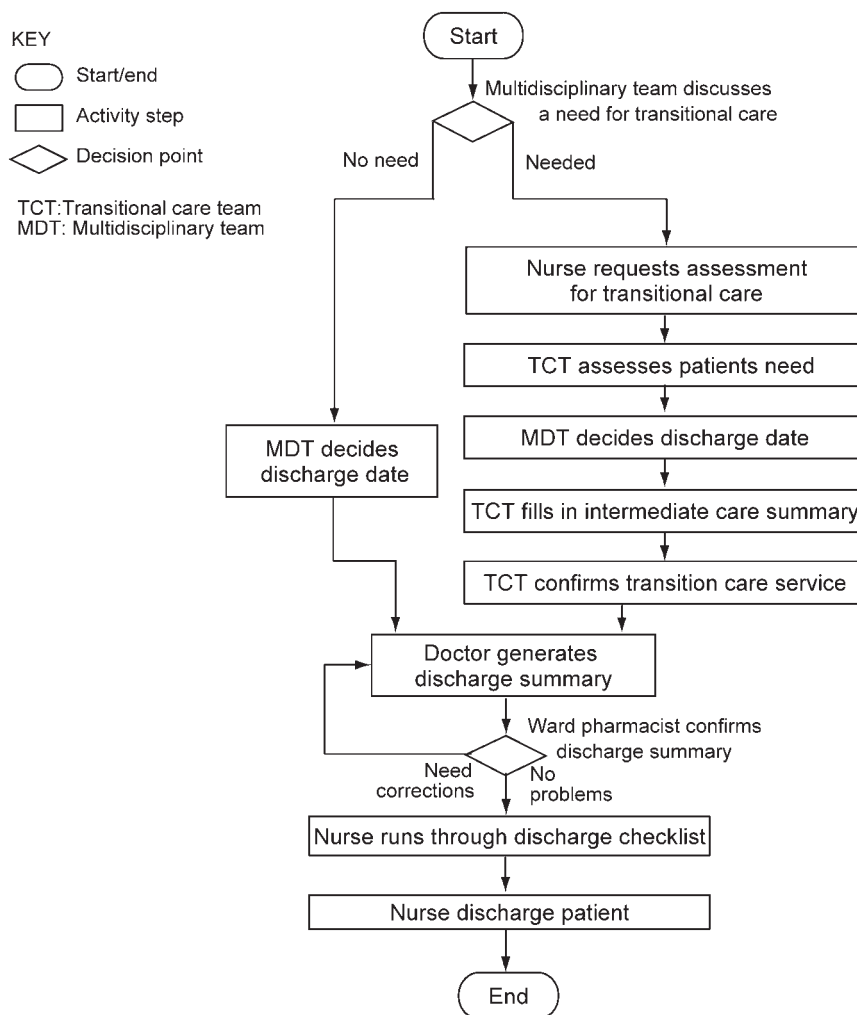 KEY
Start/end
Activity step
Decision point
TCT:Transitional care team
MDT: Multidisciplinary team
Start
Multidisciplinary team discusses
a need for transitional care
No need
Needed
Nurse requests assessment
for transitional care
TCT assesses patients need
MDT decides discharge date
TCT fills in intermediate care summary
TCT confirms transition care service
MDT decides
discharge date
Doctor generates
discharge summary
Ward pharmacist confirms
discharge summary
Need
corrections
No
problems
Nurse runs through discharge checklist
Nurse discharge patient
End